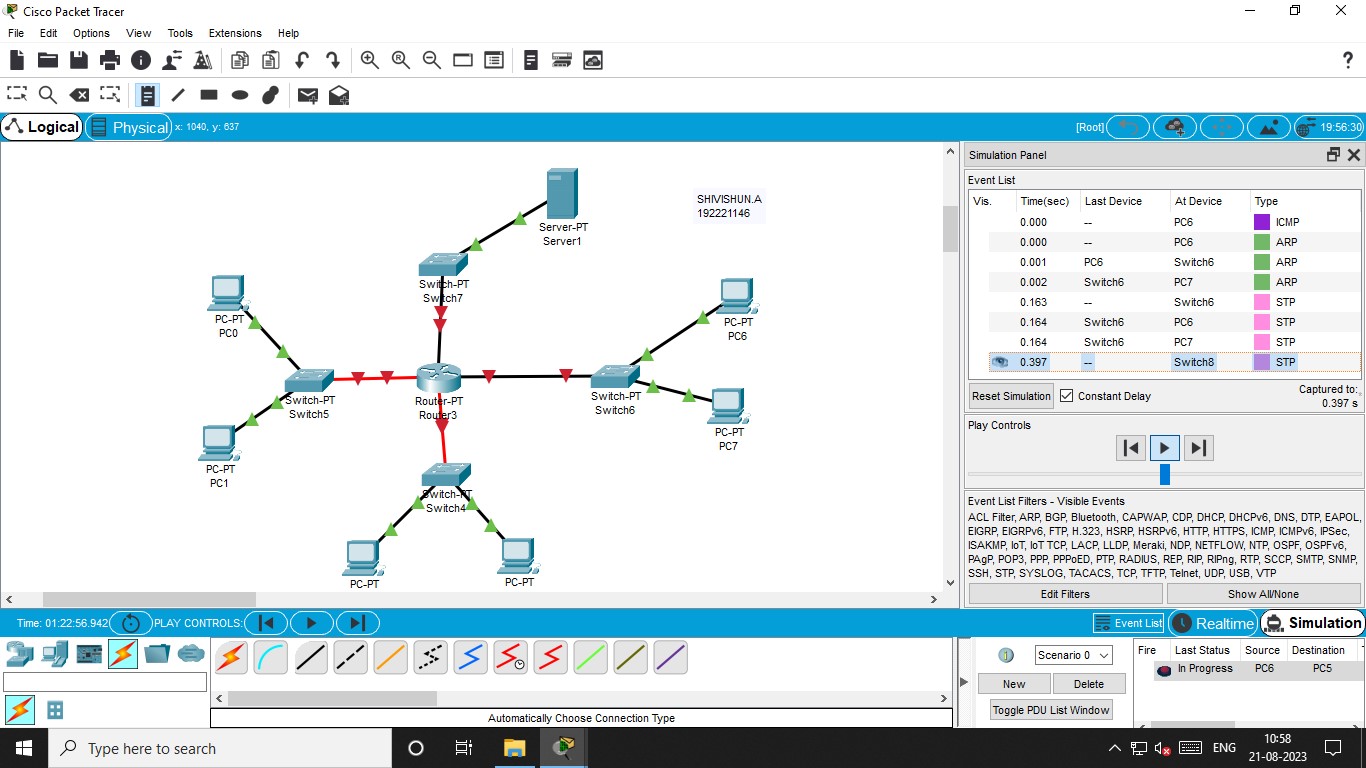 Cisco Packet Tracer
File Edit Options View Tools Extensions Help
Logical Physical x: 1040, y: 637 [Root] 19:56:30
SHIVISHUN.A
192221146
Server-PT
Server1
Switch-PT
Switch7
PC-PT
PC0
PC-PT
PC6
Switch-PT
Switch5
Router-PT
Router3
Switch-PT
Switch6
PC-PT
PC7
PC-PT
PC1
Switch-PT
Switch4
PC-PT
PC-PT
Simulation Panel
Event List
Vis. Time(sec) Last Device At Device Type
0.000 -- PC6 ICMP
0.000 -- PC6 ARP
0.001 PC6 Switch6 ARP
0.002 Switch6 PC7 ARP
0.163 -- Switch6 STP
0.164 Switch6 PC6 STP
0.164 Switch6 PC7 STP
0.397 -- Switch8 STP
Reset Simulation Constant Delay Captured to:
0.397 s
Play Controls
Event List Filters - Visible Events
ACL Filter, ARP, BGP, Bluetooth, CAPWAP, CDP, DHCP, DHCPv6, DNS, DTP, EAPOL,
EIGRP, EIGRPv6, FTP, H.323, HSRP, HSRPv6, HTTP, HTTPS, ICMP, ICMPv6, IPSec,
ISAKMP, IoT, IoT TCP, LACP, LLDP, Meraki, NDP, NETFLOW, NTP, OSPF, OSPFv6,
PAgP, POP3, PPP, PPPoED, PTP, RADIUS, REP, RIP, RIPng, RTP, SCCP, SMTP, SNMP,
SSH, STP, SYSLOG, TACACS, TCP, TFTP, Telnet, UDP, USB, VTP
Edit Filters Show All/None
Time: 01:22:56.942 PLAY CONTROLS: Event List Realtime Simulation
Scenario 0
New Delete
Toggle PDU List Window
Fire Last Status Source Destination
In Progress PC6 PC5
Automatically Choose Connection Type
Type here to search
ENG
10:58
21-08-2023